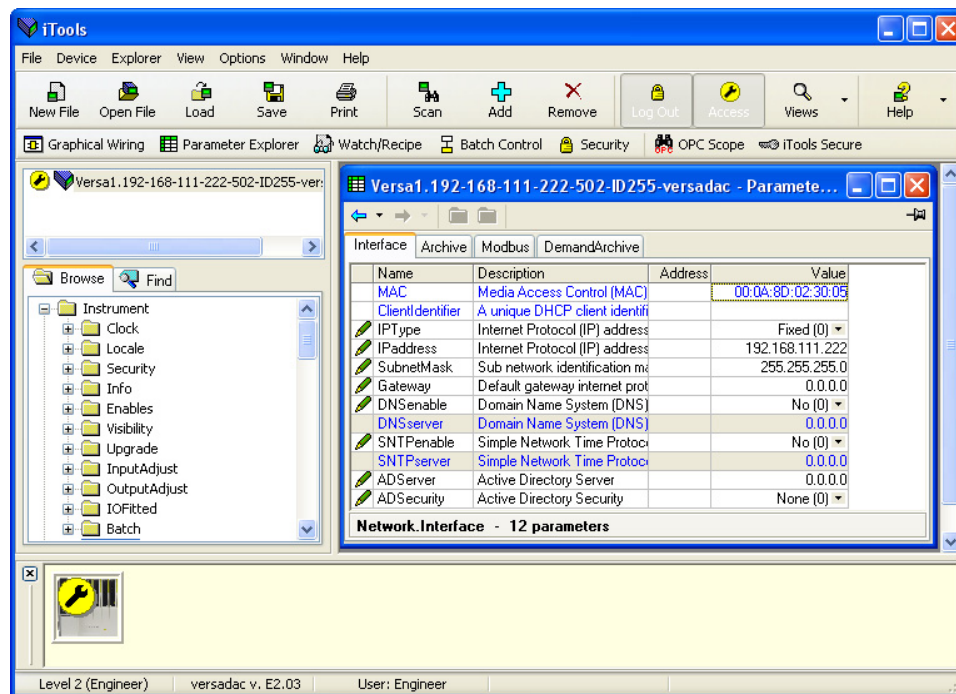 iTools
File Device Explorer View Options Window Help
New File Open File Load Save Print Scan Add Remove Log Out Access Views Help
Graphical Wiring Parameter Explorer Watch/Recipe Batch Control Security OPC Scope iTools Secure
Versa1.192-168-111-222-502-ID255-ver:
Browse Find
Instrument
Clock
Locale
Security
Info
Enables
Visibility
Upgrade
InputAdjust
OutputAdjust
IOFitted
Batch
Versa1.192-168-111-222-502-ID255-versadac - Paramete...
Interface Archive Modbus DemandArchive
Name Description Address Value
MAC Media Access Control (MAC) 00:0A:8D:02:30:05
ClientIdentifier A unique DHCP client identifi
IPType Internet Protocol (IP) address Fixed (0)
IPaddress Internet Protocol (IP) address 192.168.111.222
SubnetMask Sub network identification ma 255.255.255.0
Gateway Default gateway internet prot 0.0.0.0
DNSenable Domain Name System (DNS) No (0)
DNSserver Domain Name System (DNS) 0.0.0.0
SNTPenable Simple Network Time Protoco No (0)
SNTPserver Simple Network Time Protoco 0.0.0.0
ADServer Active Directory Server 0.0.0.0
ADSecurity Active Directory Security None (0)
Network.Interface - 12 parameters
Level 2 (Engineer) versadac v. E2.03 User: Engineer